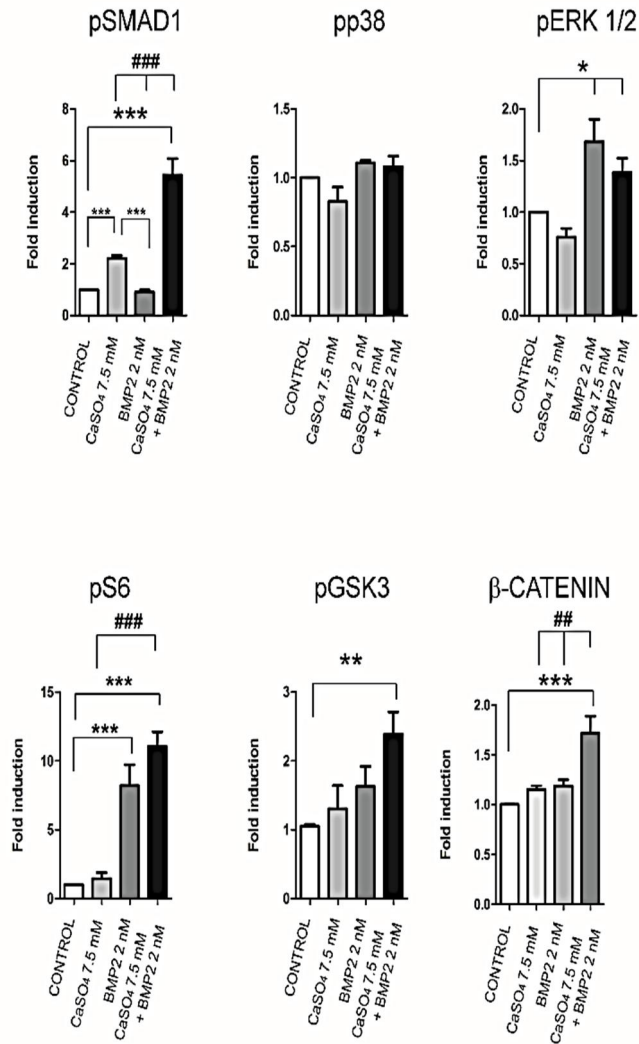 pSMAD1
###
***
*** ***
Fold induction
8
6
4
2
0
CONTROL
CaSO4 7.5 mM
BMP2 2 nM
CaSO4 7.5 mM
+ BMP2 2 nM
pp38
Fold induction
1.5
1.0
0.5
0.0
CONTROL
CaSO4 7.5 mM
BMP2 2 nM
CaSO4 7.5 mM
+ BMP2 2 nM
pERK 1/2
*
Fold induction
2.0
1.5
1.0
0.5
0.0
CONTROL
CaSO4 7.5 mM
BMP2 2 nM
CaSO4 7.5 mM
+ BMP2 2 nM
pS6
###
***
***
Fold induction
15
10
5
0
CONTROL
CaSO4 7.5 mM
BMP2 2 nM
CaSO4 7.5 mM
+ BMP2 2 nM
pGSK3
**
Fold induction
3
2
1
0
CONTROL
CaSO4 7.5 mM
BMP2 2 nM
CaSO4 7.5 mM
+ BMP2 2 nM
β-CATENIN
##
***
Fold induction
2.0
1.5
1.0
0.5
0.0
CONTROL
CaSO4 7.5 mM
BMP2 2 nM
CaSO4 7.5 mM
+ BMP2 2 nM